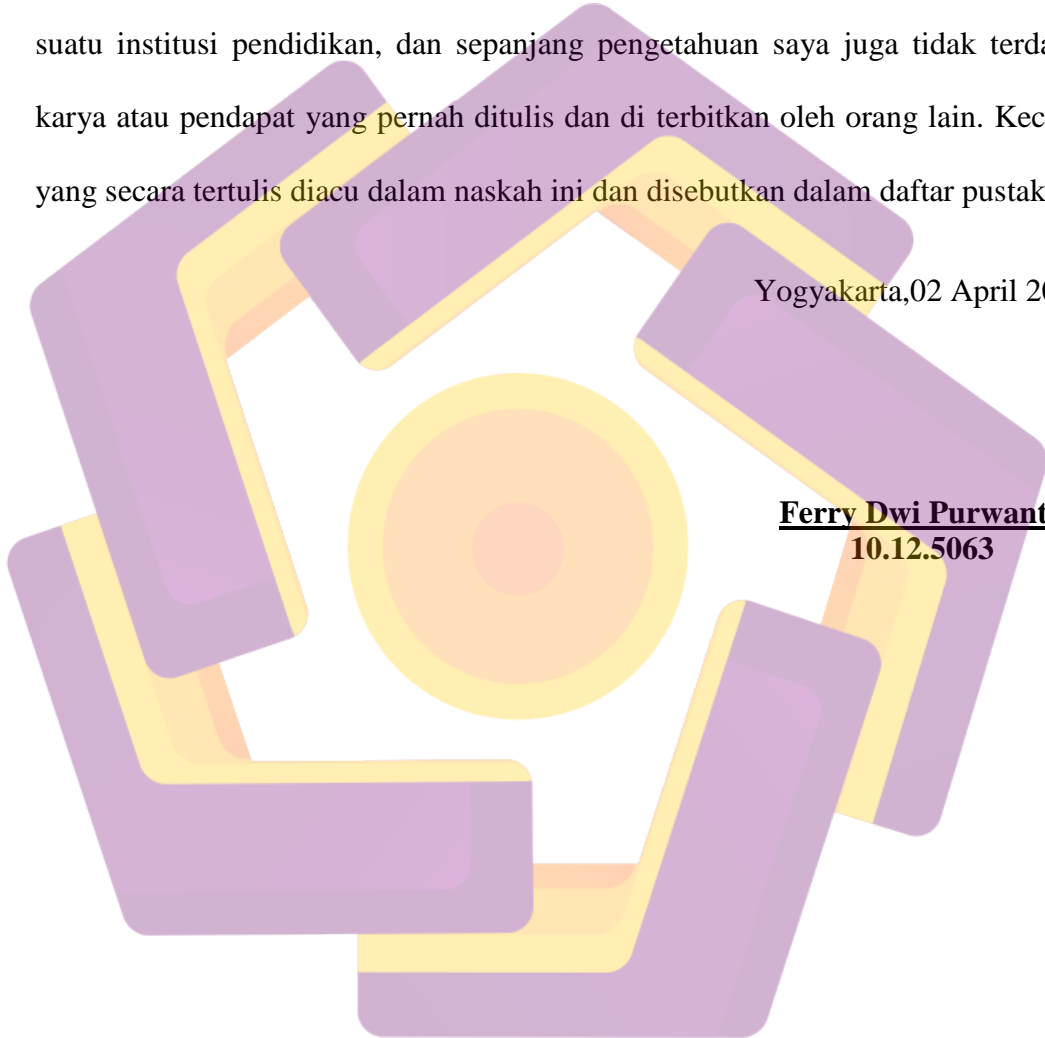 suatu institusi pendidikan, dan sepanjang pengetahuan saya juga tidak terda
karya atau pendapat yang pernah ditulis dan di terbitkan oleh orang lain. Kec
yang secara tertulis diacu dalam naskah ini dan disebutkan dalam daftar pustak
Yogyakarta,02 April 20
Ferry Dwi Purwant
10.12.5063